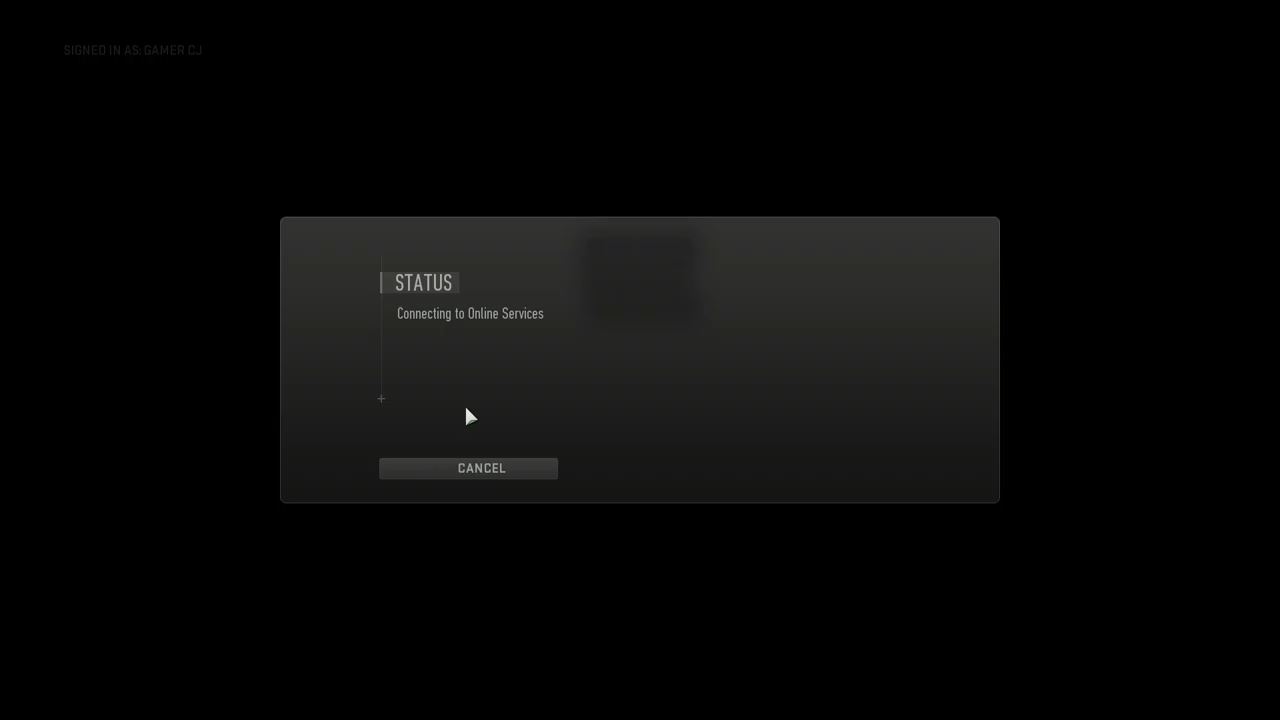 SIGNED IN AS: GAMER CJ
STATUS
Connecting to Online Services
CANCEL